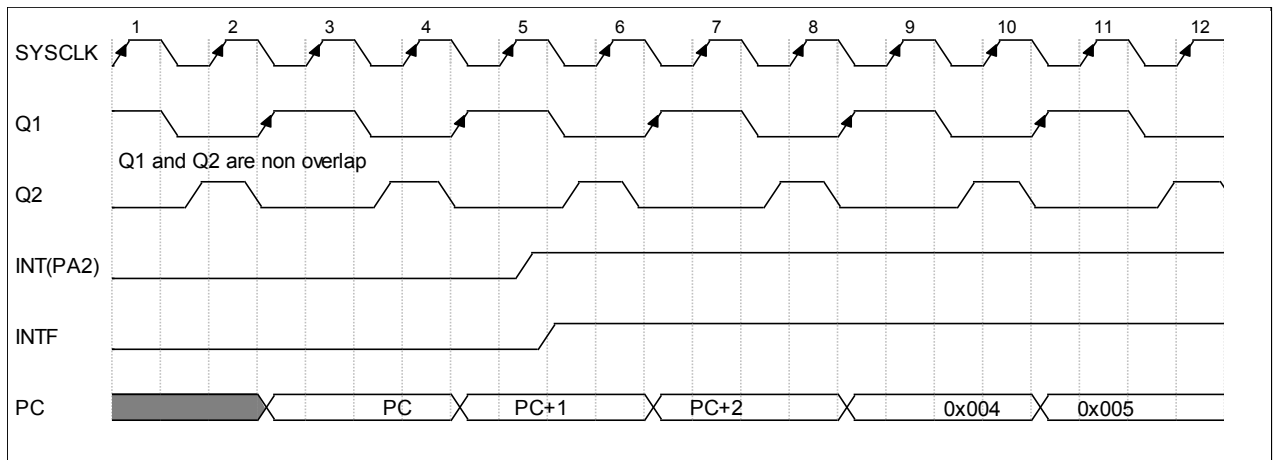 1 2 3 4 5 6 7 8 9 10 11 12
SYSCLK
Q1
Q1 and Q2 are non overlap
Q2
INT(PA2)
INTF
PC PC PC+1 PC+2 0x004 0x005